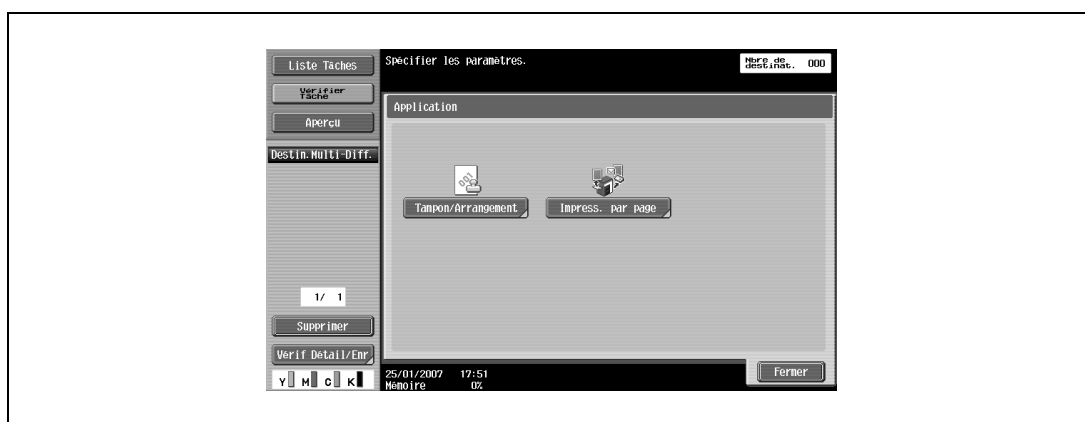 Liste Tâches
Spécifier les paramètres.
Nbre de
destinat. 000
Vérifier
Tâche
Application
Aperçu
Destin.Multi-Diff.
Tampon/Arrangement
Impress. par page
1/ 1
Supprimer
Vérif Détail/Enr
Y M C K
25/01/2007 17:51
Mémoire 0%
Fermer